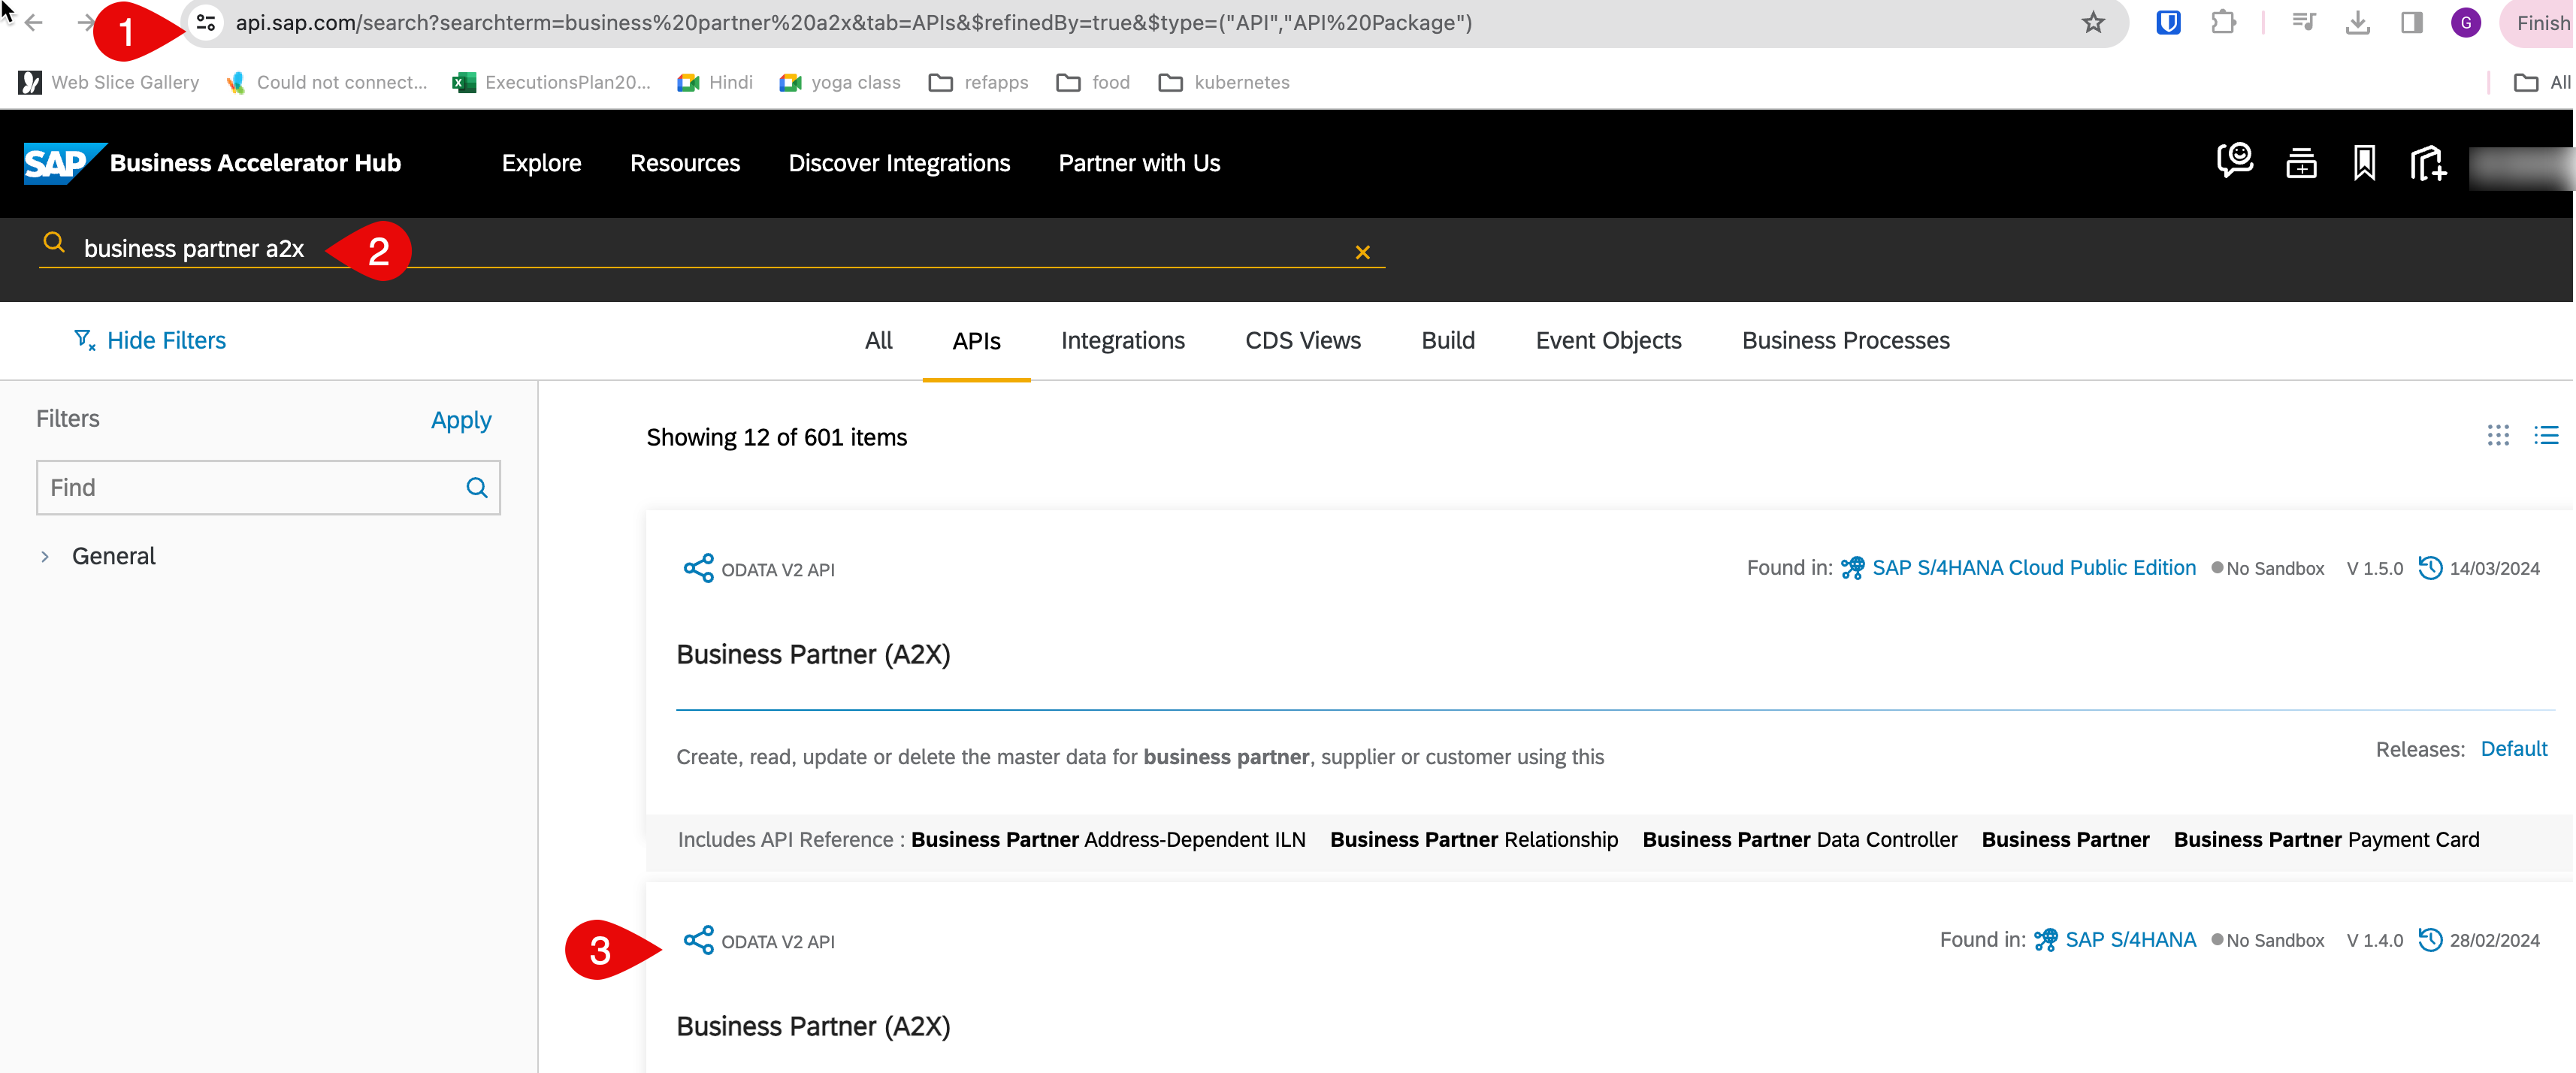 1
api.sap.com/search?searchterm=business%20partner%20a2x&tab=APIs&$refinedBy=true&$type=("API","API%20Package")
G
Finish
Web Slice Gallery
Could not connect...
ExecutionsPlan20...
Hindi
yoga class
refapps
food
kubernetes
All
SAP Business Accelerator Hub
Explore
Resources
Discover Integrations
Partner with Us
business partner a2x
2
Hide Filters
All
APIs
Integrations
CDS Views
Build
Event Objects
Business Processes
Filters
Apply
Find
General
Showing 12 of 601 items
ODATA V2 API
Found in: SAP S/4HANA Cloud Public Edition No Sandbox V 1.5.0 14/03/2024
Business Partner (A2X)
Create, read, update or delete the master data for business partner, supplier or customer using this
Releases: Default
Includes API Reference : Business Partner Address-Dependent ILN Business Partner Relationship Business Partner Data Controller Business Partner Business Partner Payment Card
3
ODATA V2 API
Found in: SAP S/4HANA No Sandbox V 1.4.0 28/02/2024
Business Partner (A2X)